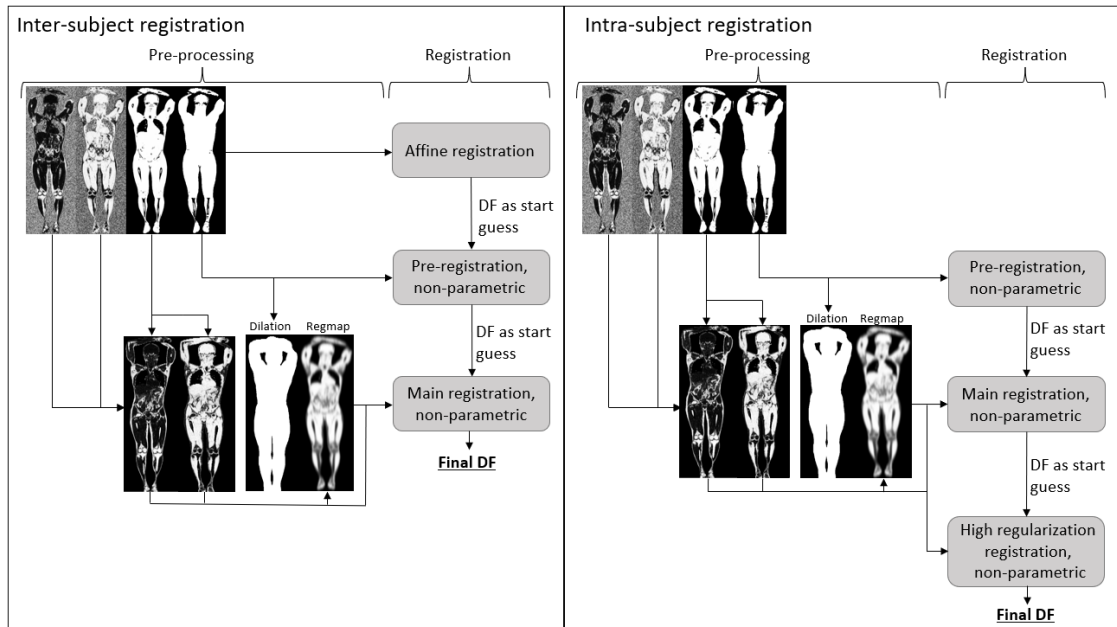 Inter-subject registration
Pre-processing
Registration
Affine registration
DF as start
guess
Pre-registration,
non-parametric
Dilation
Regmap
DF as start
guess
Main registration,
non-parametric
Final DF
Intra-subject registration
Pre-processing
Registration
Pre-registration,
non-parametric
Dilation
Regmap
DF as start
guess
Main registration,
non-parametric
DF as start
guess
High regularization
registration,
non-parametric
Final DF